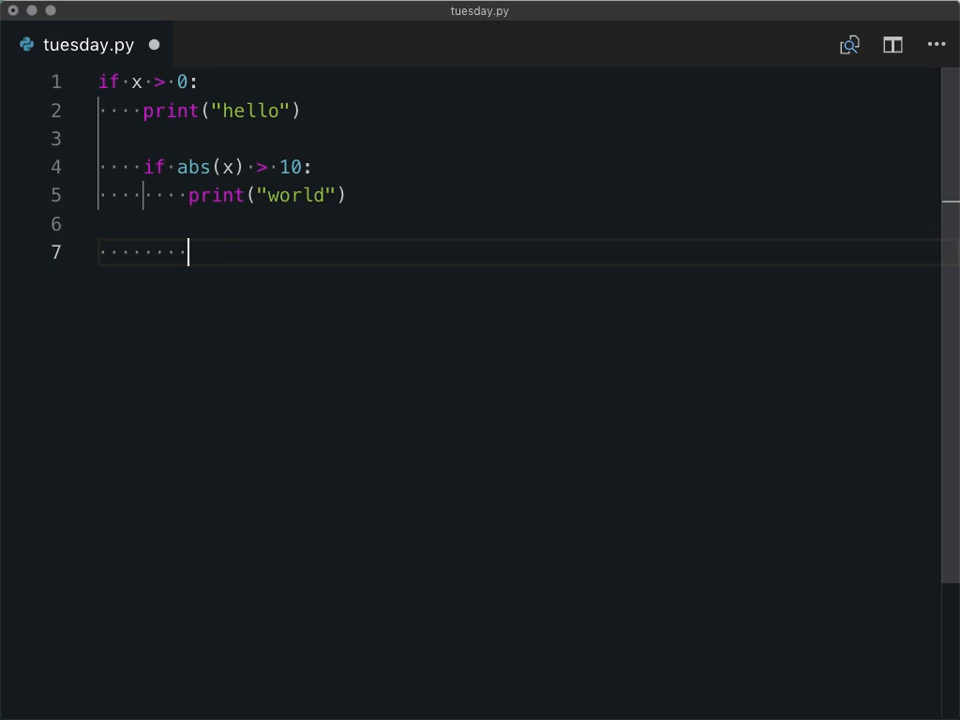 tuesday.py
tuesday.py
1 if x > 0:
2     print("hello")
3
4     if abs(x) > 10:
5         print("world")
6
7